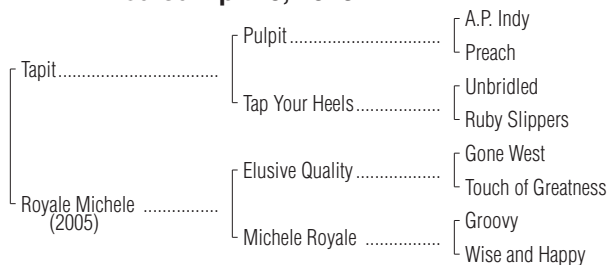 A.P. Indy
Pulpit
Preach
Tapit
Unbridled
Tap Your Heels
Ruby Slippers
Gone West
Elusive Quality
Touch of Greatness
Royale Michele
(2005)
Groovy
Michele Royale
Wise and Happy